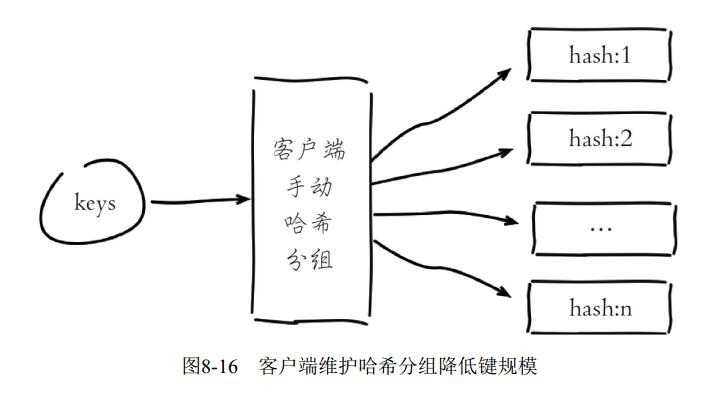 keys
客户端
手动
哈希
分组
hash:1
hash:2
...
hash:n
图8-16 客户端维护哈希分组降低键规模